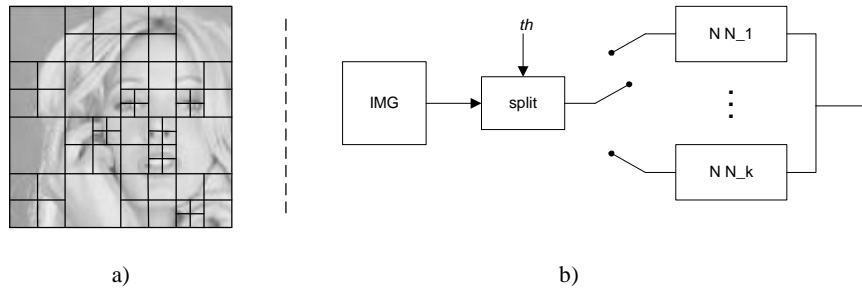 th
N N_1
IMG
split
N N_k
a)
b)